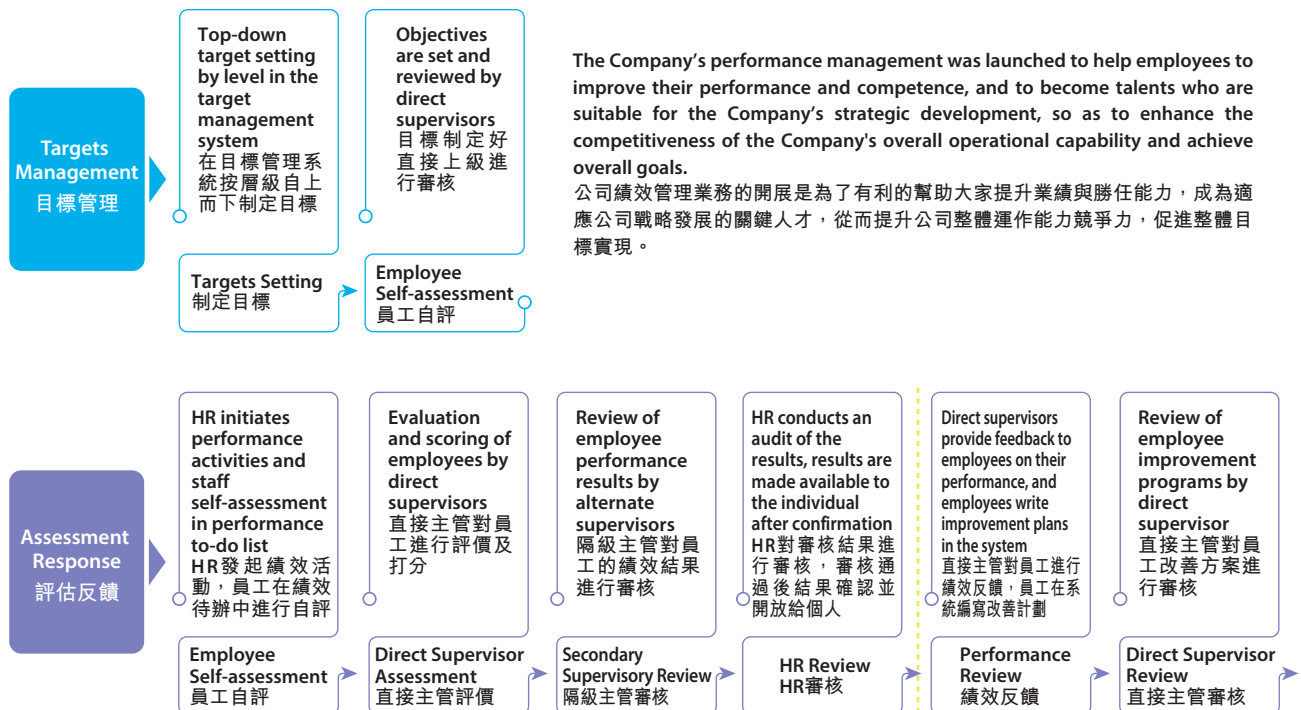 Targets
Management
目標管理
Top-down
target setting
by level in the
target
management
system
在目標管理系
統按層級自上
而下制定目標
Targets Setting
制定目標
Objectives
are set and
reviewed by
direct
supervisors
目標制定好
直接上級進
行審核
Employee
Self-assessment
員工自評
The Company’s performance management was launched to help employees to
improve their performance and competence, and to become talents who are
suitable for the Company’s strategic development, so as to enhance the
competitiveness of the Company's overall operational capability and achieve
overall goals.
公司績效管理業務的開展是為了有利的幫助大家提升業績與勝任能力，成為適
應公司戰略發展的關鍵人才，從而提升公司整體運作能力競爭力，促進整體目
標實現。
Assessment
Response
評估反饋
HR initiates
performance
activities and
staff
self-assessment
in performance
to-do list
HR發起績效活
動，員工在績效
待辦中進行自評
Employee
Self-assessment
員工自評
Evaluation
and scoring of
employees by
direct
supervisors
直接主管對員
工進行評價及
打分
Direct Supervisor
Assessment
直接主管評價
Review of
employee
performance
results by
alternate
supervisors
隔級主管對員
工的績效結果
進行審核
Secondary
Supervisory Review
隔級主管審核
HR conducts an
audit of the
results, results are
made available to
the individual
after confirmation
HR對審核結果進
行審核，審核通
過後結果確認並
開放給個人
HR Review
HR審核
Direct supervisors
provide feedback to
employees on their
performance, and
employees write
improvement plans
in the system
直接主管對員工進行
績效反饋，員工在系
統編寫改善計劃
Performance
Review
績效反饋
Review of
employee
improvement
programs by
direct
supervisor
直接主管對員
工改善方案進
行審核
Direct Supervisor
Review
直接主管審核